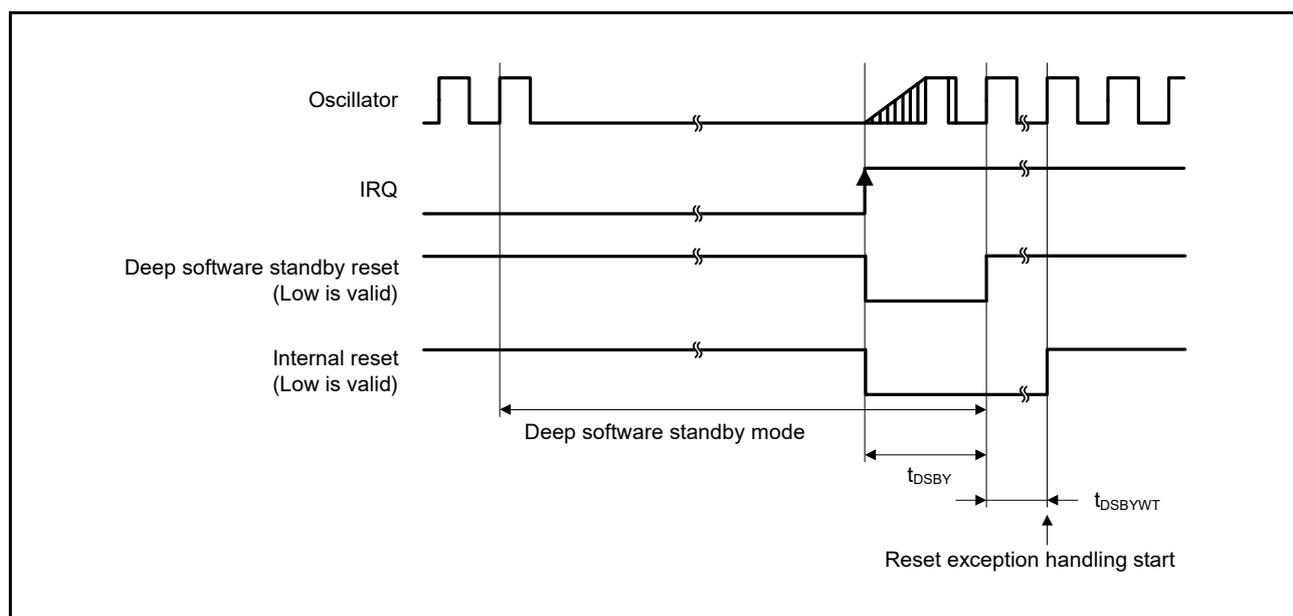 Oscillator
IRQ
Deep software standby reset
(Low is valid)
Internal reset
(Low is valid)
Deep software standby mode
tDSBY
tDSBYWT
Reset exception handling start